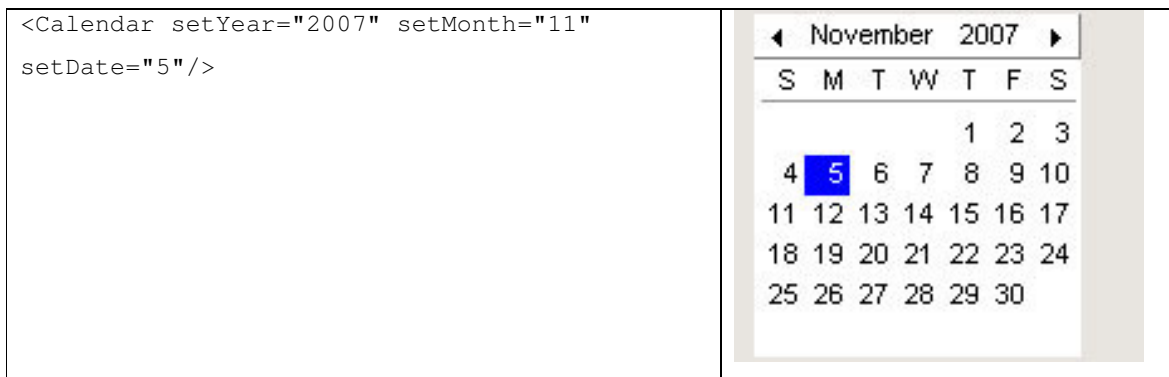 <Calendar setYear="2007" setMonth="11"
setDate="5"/>
November 2007
S M T W T F S
1 2 3
4 5 6 7 8 9 10
11 12 13 14 15 16 17
18 19 20 21 22 23 24
25 26 27 28 29 30